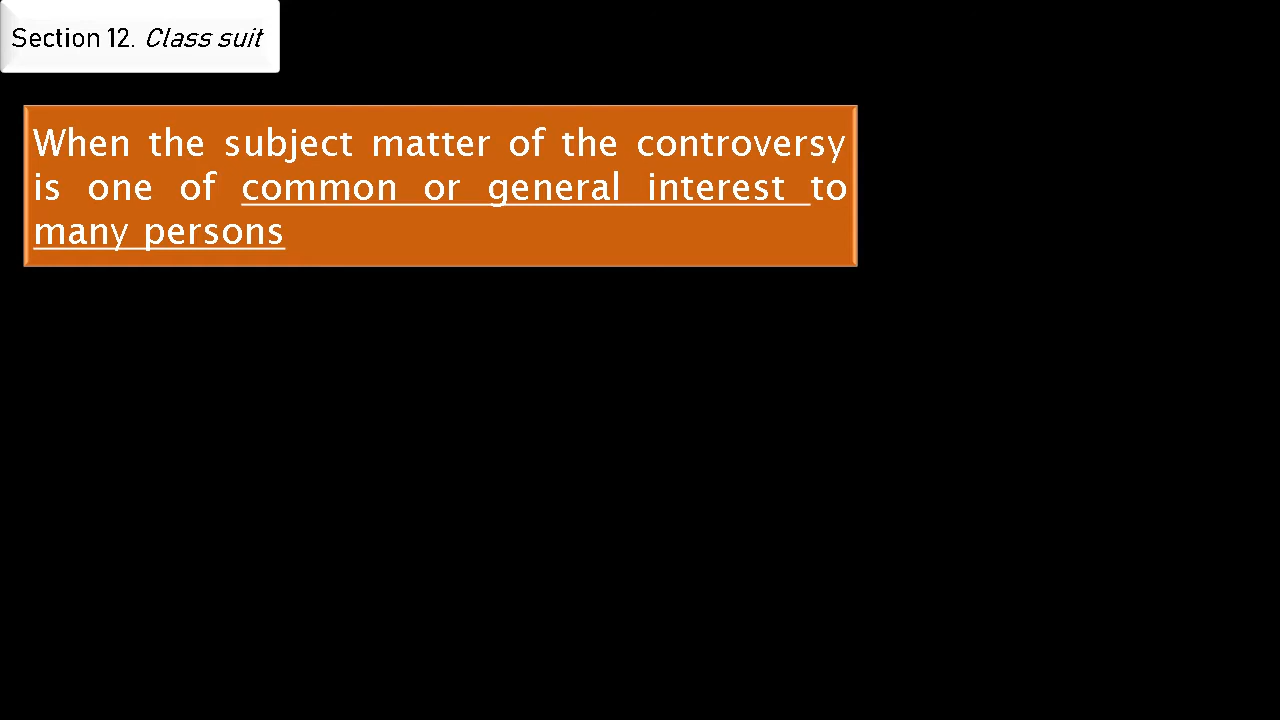 Section 12. Class suit
When the subject matter of the controversy
is one of common or general interest to
many persons